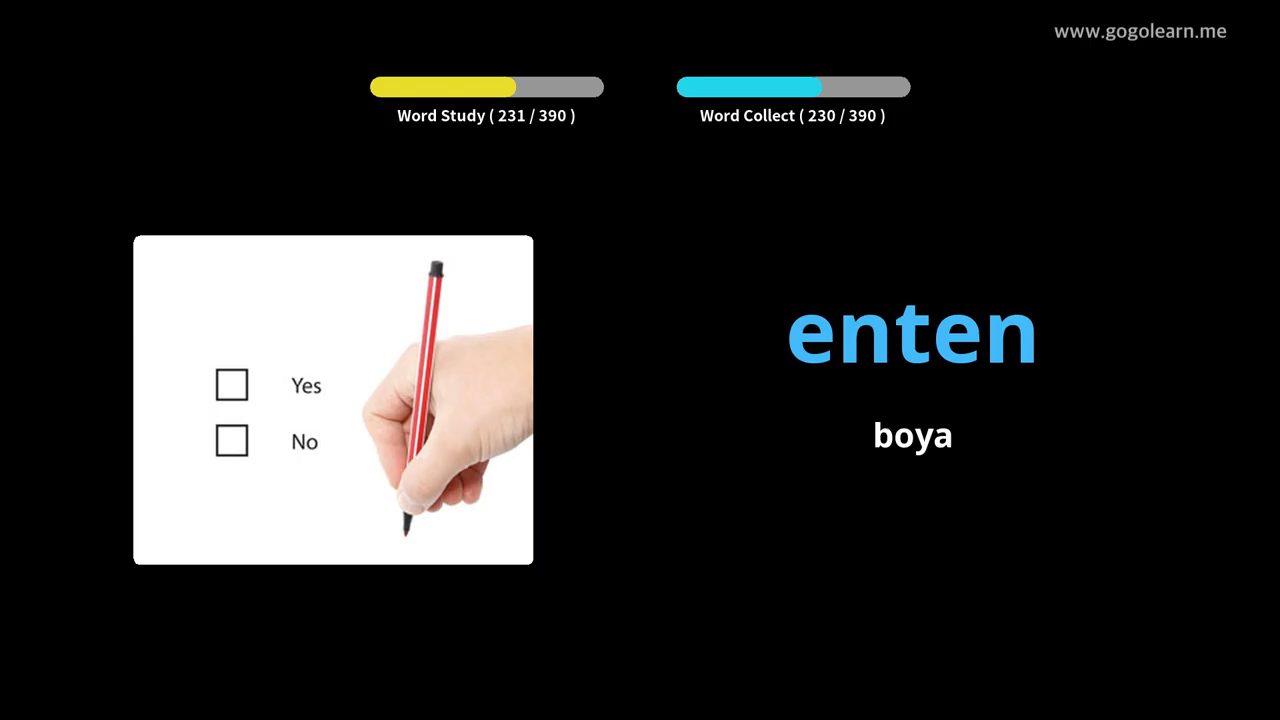 www.gogolearn.me
Word Study ( 231 / 390 )
Word Collect ( 230 / 390 )
Yes
No
enten
boya